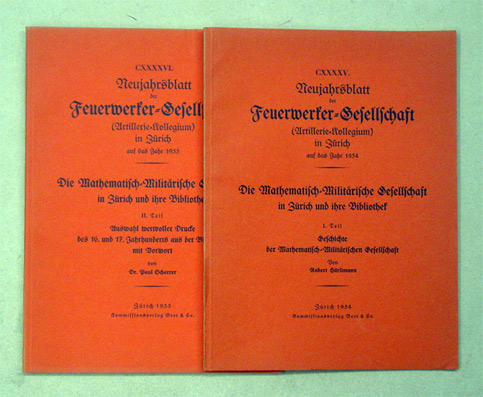 CXXXXVI.
Neujahrsblatt
der
Feuerwerker-Gesells
(Artillerie-Kollegium)
in Zürich
auf das Jahr 1955
Die Mathematisch-Militärische G
in Zürich und ihre Biblioth
II. Teil
Auswahl wertvoller Drucke
des 16. und 17. Jahrhunderts aus der B
mit Vorwort
von
Dr. Paul Scherrer
Zürich 1955
Kommissionsverlag Beer & Co.
CXXXXV.
Neujahrsblatt
der
Feuerwerker-Gesellschaft
(Artillerie-Kollegium)
in Zürich
auf das Jahr 1954
Die Mathematisch-Militärische Gesellschaft
in Zürich und ihre Bibliothek
I. Teil
Geschichte
der Mathematisch-Militärischen Gesellschaft
Von
Robert Hürlimann
Zürich 1954
Kommissionsverlag Beer & Co.